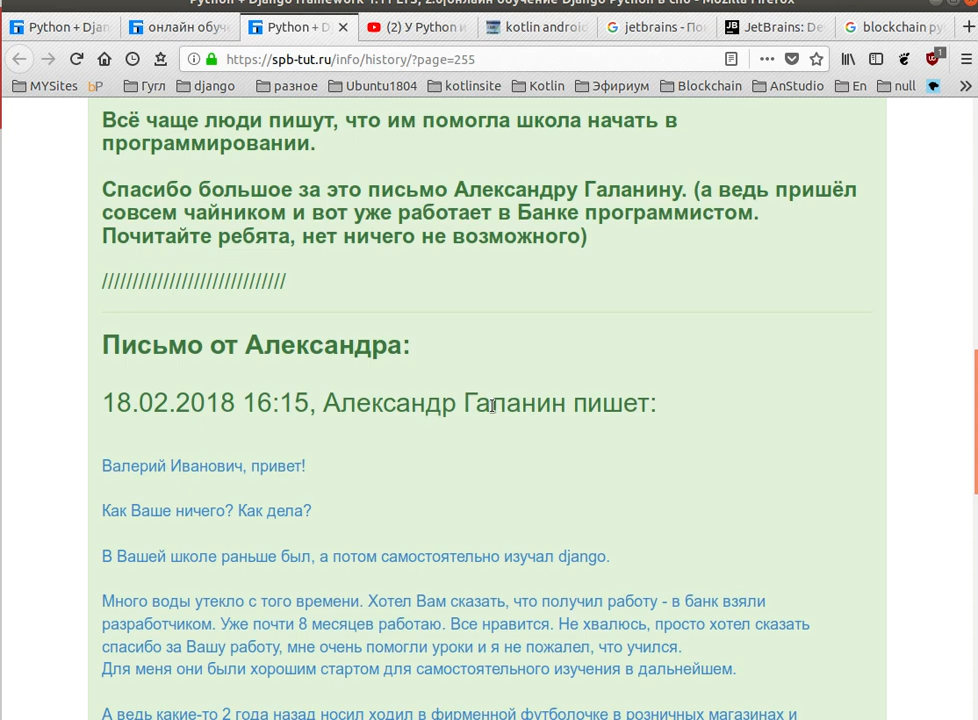 Python + Django framework 1.11 LTS, 2.0|онлайн обучение Django Python в спб - Mozilla Firefox
Python + Djan
онлайн обуч
Python + D
(2) У Python и
kotlin android
jetbrains - По
JetBrains: De
blockchain py
https://spb-tut.ru/info/history/?page=255
1
MYSites
bP
Гугл
django
разное
Ubuntu1804
kotlinsite
Kotlin
Эфириум
Blockchain
AnStudio
En
null
Всё чаще люди пишут, что им помогла школа начать в
программировании.
Спасибо большое за это письмо Александру Галанину. (а ведь пришёл
совсем чайником и вот уже работает в Банке программистом.
Почитайте ребята, нет ничего не возможного)
//////////////////////////////
Письмо от Александра:
18.02.2018 16:15, Александр Галанин пишет:
Валерий Иванович, привет!
Как Ваше ничего? Как дела?
В Вашей школе раньше был, а потом самостоятельно изучал django.
Много воды утекло с того времени. Хотел Вам сказать, что получил работу - в банк взяли
разработчиком. Уже почти 8 месяцев работаю. Все нравится. Не хвалюсь, просто хотел сказать
спасибо за Вашу работу, мне очень помогли уроки и я не пожалел, что учился.
Для меня они были хорошим стартом для самостоятельного изучения в дальнейшем.
А ведь какие-то 2 года назад носил ходил в фирменной футболочке в розничных магазинах и